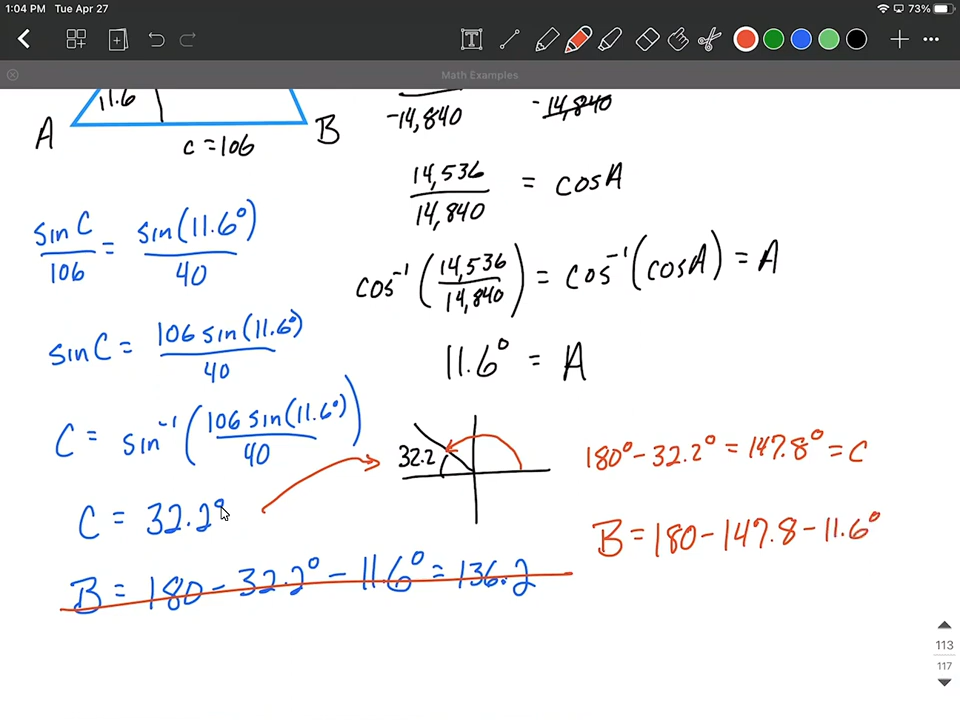 1:04 PM Tue Apr 27
73%
T
Math Examples
11.6
A
c = 106
B
-14,840
-14,840
14,536
14,840
= cosA
sin C
106
=
sin(11.6°)
40
cos⁻¹(14,536/14,840) = cos⁻¹(cosA) = A
sin C = 106 sin(11.6°)/40
11.6° = A
C = sin⁻¹(106 sin(11.6°)/40)
32.2
180° - 32.2° = 147.8° = C
C = 32.2°
B = 180 - 147.8 - 11.6°
B = 180 - 32.2° - 11.6° = 136.2
113
117